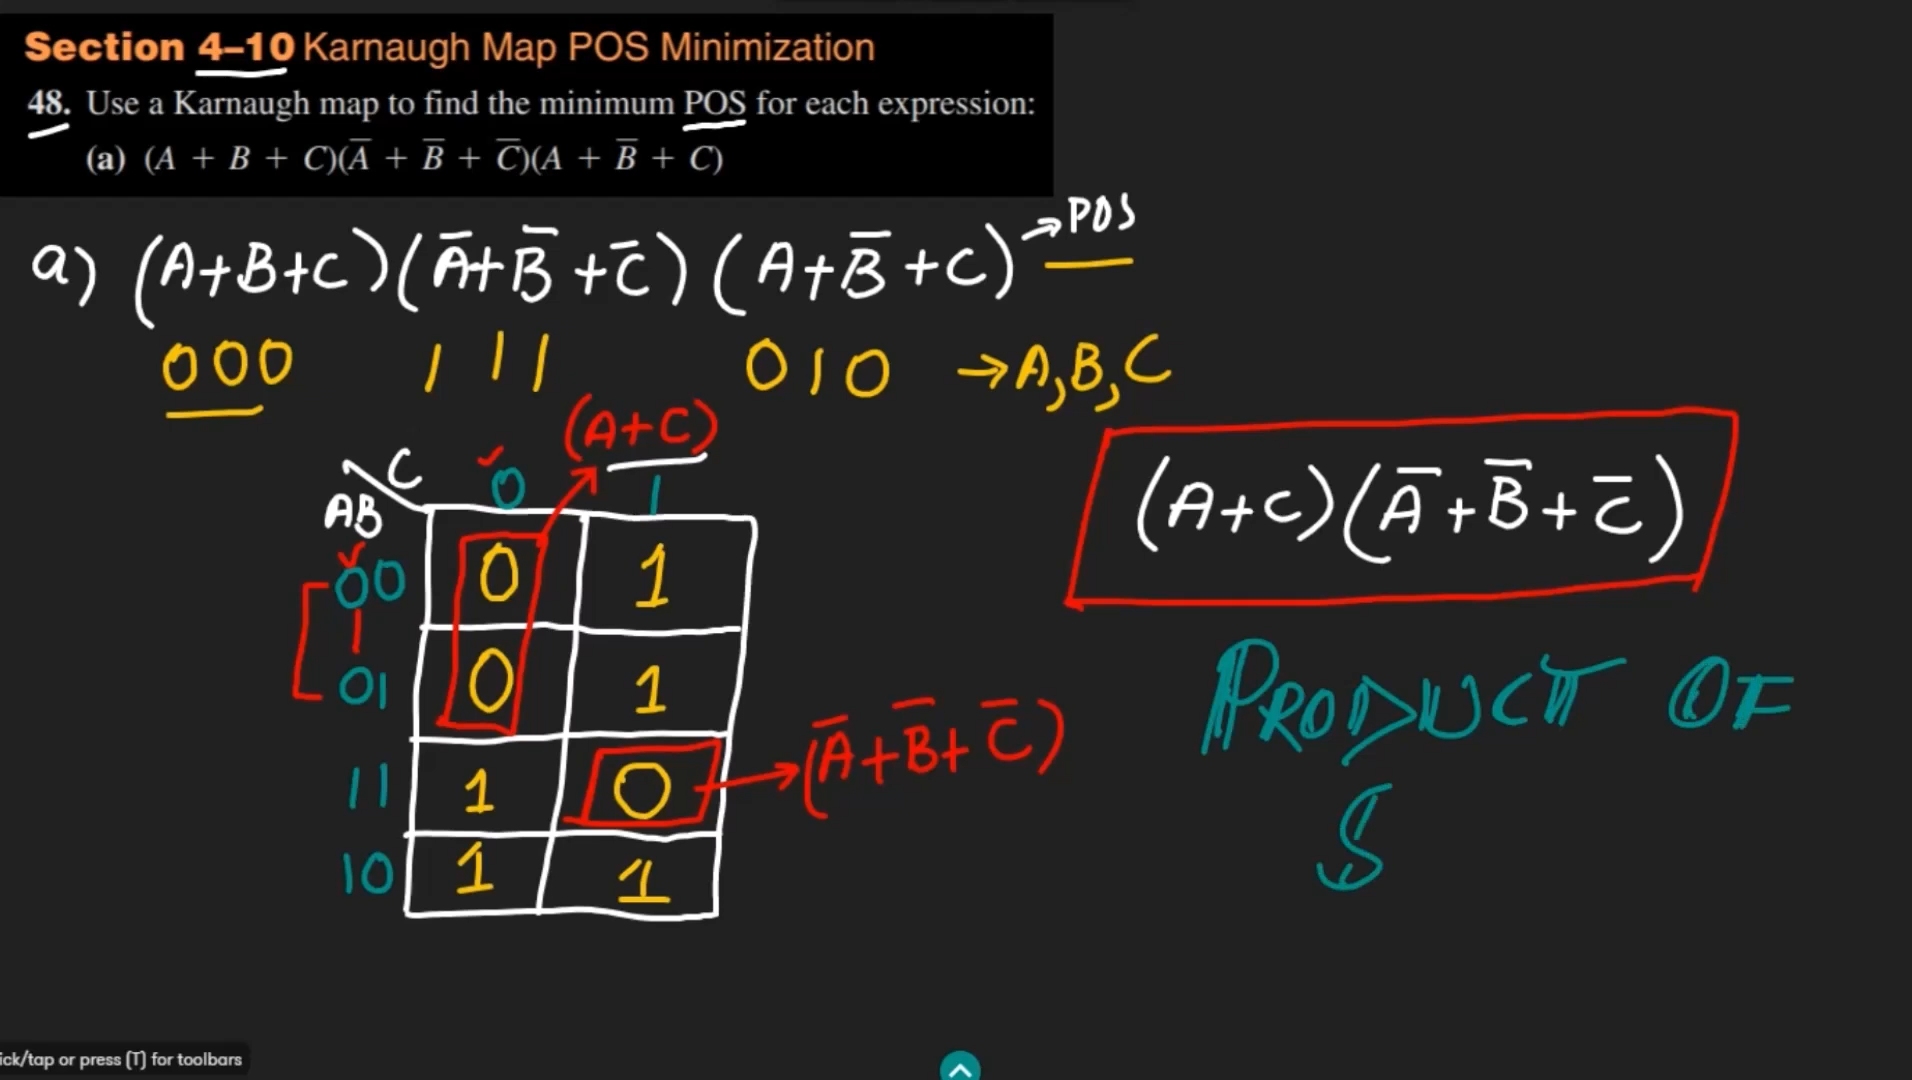 Section 4–10 Karnaugh Map POS Minimization
48. Use a Karnaugh map to find the minimum POS for each expression:
(a) (A + B + C)(A̅ + B̅ + C̅)(A + B̅ + C)
a) (A+B+C)(A̅+B̅+C̅)(A+B̅+C) →POS
000 111 010 →A,B,C
(A+C)
C 0 1
AB
00 0 1
01 0 1
11 1 0 →(A̅+B̅+C̅)
10 1 1
(A+C)(A̅+B̅+C̅)
PRODUCT OF
S
ick/tap or press (T) for toolbars